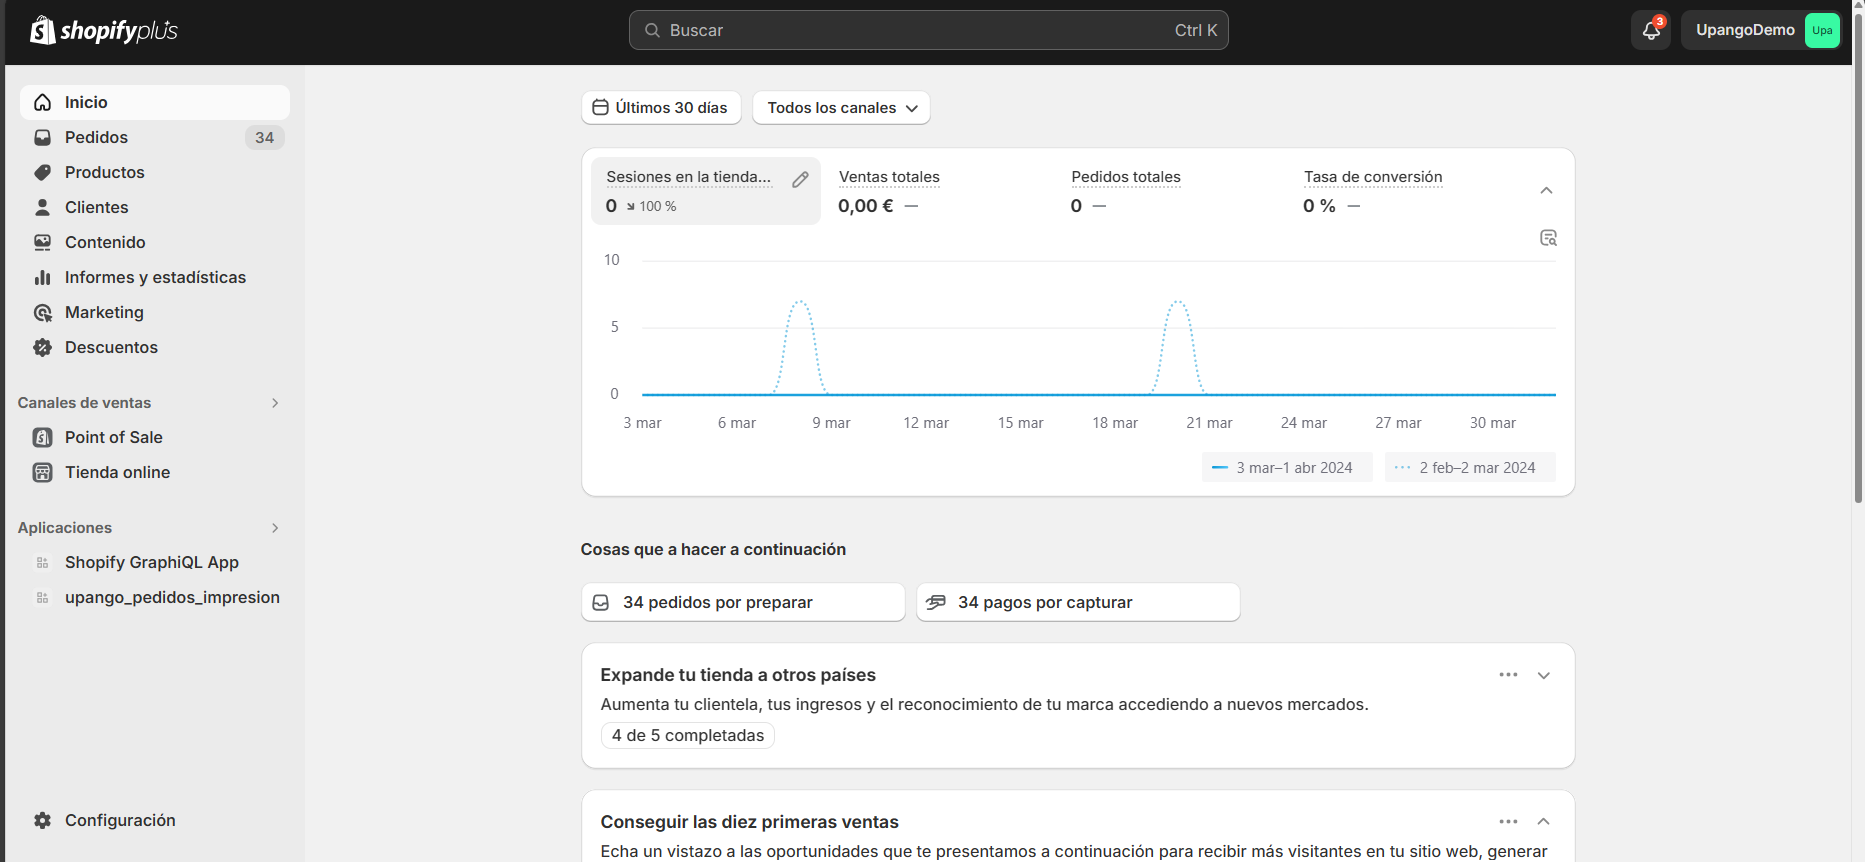 shopifyplus
Buscar
Ctrl K
3
UpangoDemo
Upa
Inicio
Pedidos
34
Productos
Clientes
Contenido
Informes y estadísticas
Marketing
Descuentos
Canales de ventas
Point of Sale
Tienda online
Aplicaciones
Shopify GraphiQL App
upango_pedidos_impresion
Configuración
Últimos 30 días
Todos los canales
Sesiones en la tienda...
0 ↘ 100 %
Ventas totales
0,00 € —
Pedidos totales
0 —
Tasa de conversión
0 % —
10
5
0
3 mar
6 mar
9 mar
12 mar
15 mar
18 mar
21 mar
24 mar
27 mar
30 mar
3 mar–1 abr 2024
2 feb–2 mar 2024
Cosas que a hacer a continuación
34 pedidos por preparar
34 pagos por capturar
Expande tu tienda a otros países
Aumenta tu clientela, tus ingresos y el reconocimiento de tu marca accediendo a nuevos mercados.
4 de 5 completadas
Conseguir las diez primeras ventas
Echa un vistazo a las oportunidades que te presentamos a continuación para recibir más visitantes en tu sitio web, generar